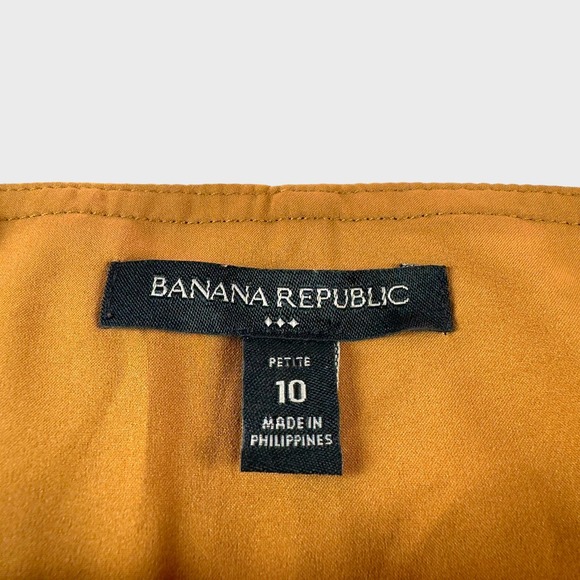 BANANA REPUBLIC
PETITE
10
MADE IN
PHILIPPINES